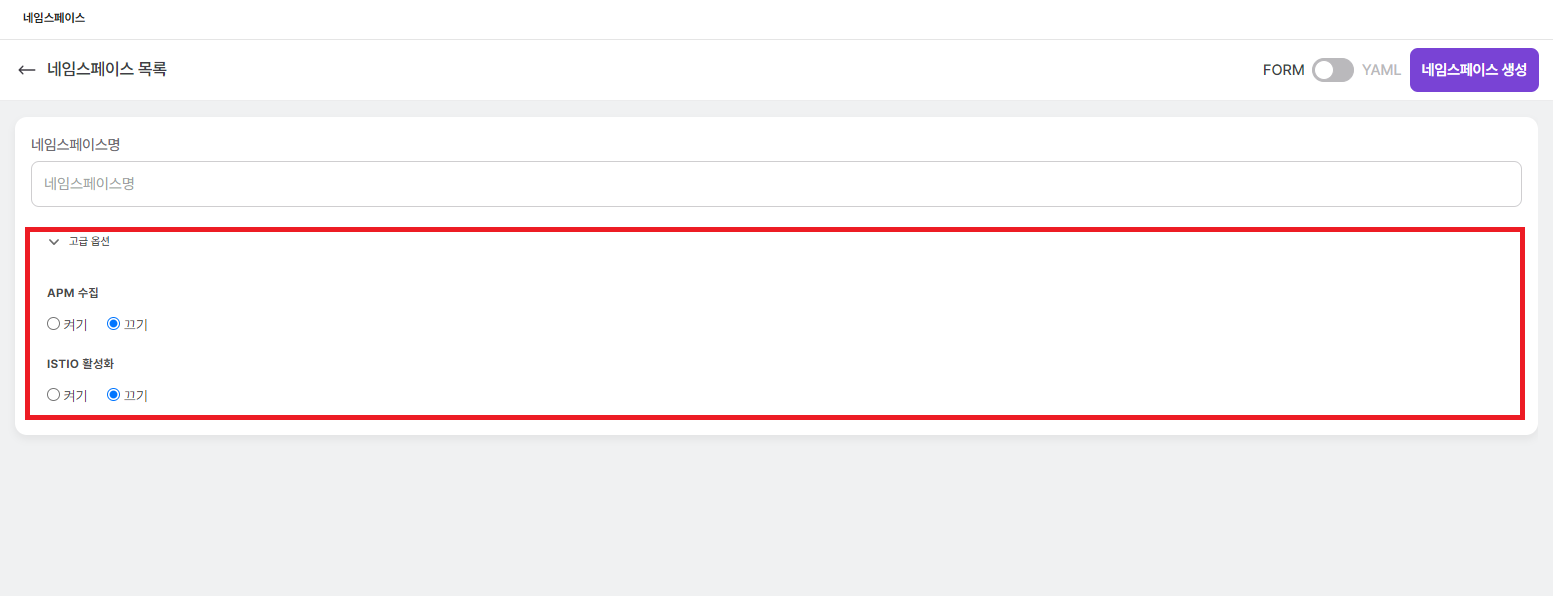 네임스페이스
네임스페이스 목록
FORM YAML 네임스페이스 생성
네임스페이스명
네임스페이스명
고급 옵션
APM 수집
켜기 끄기
ISTIO 활성화
켜기 끄기